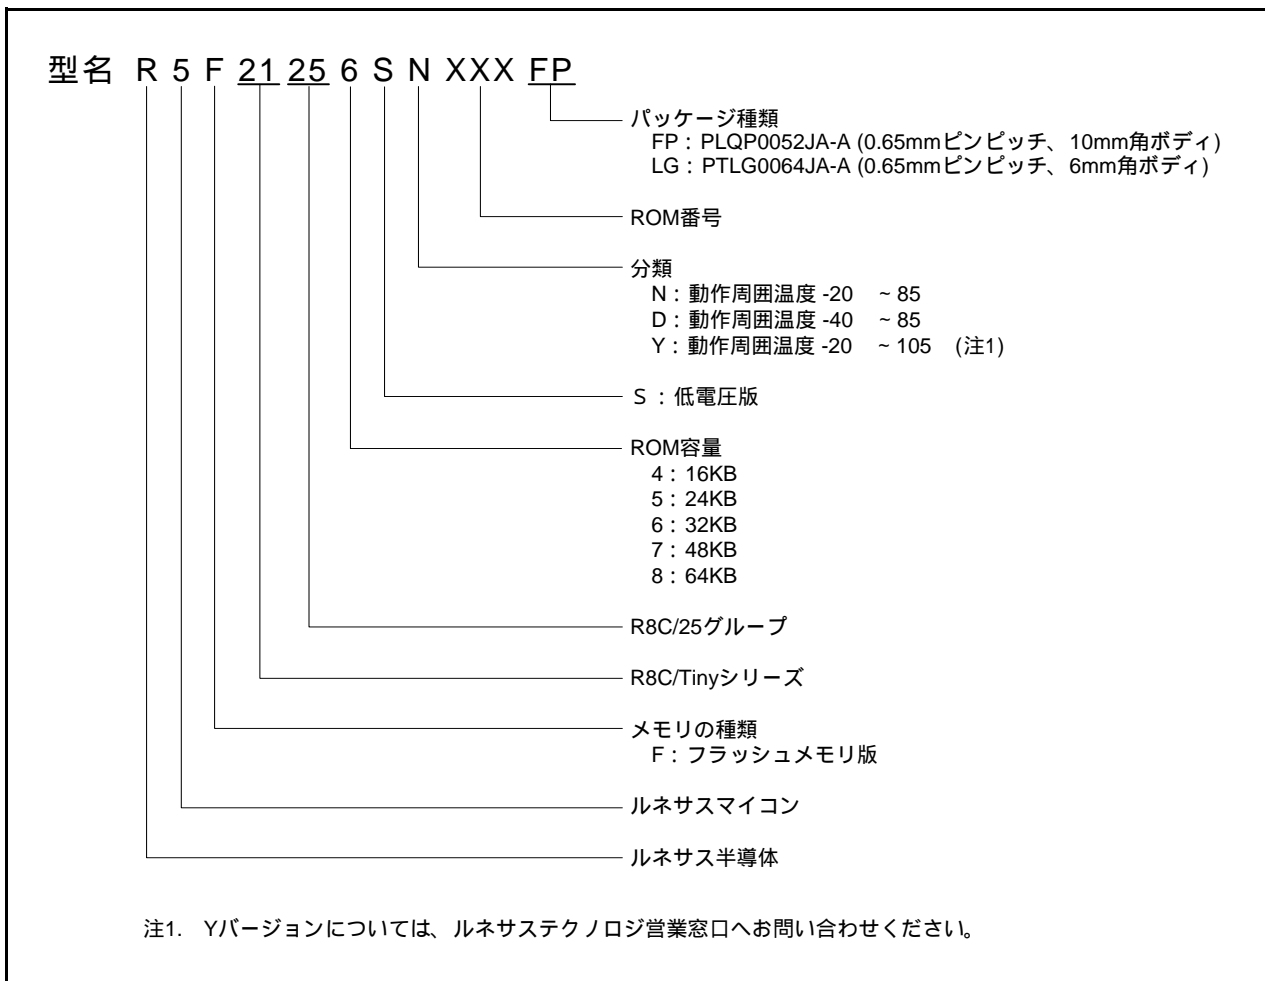 型名 R 5 F 21 25 6 S N XXX FP
パッケージ種類
FP : PLQP0052JA-A (0.65mmピンピッチ、10mm角ボディ)
LG : PTLG0064JA-A (0.65mmピンピッチ、6mm角ボディ)
ROM番号
分類
N : 動作周囲温度 -20 ~ 85
D : 動作周囲温度 -40 ~ 85
Y : 動作周囲温度 -20 ~ 105 (注1)
S : 低電圧版
ROM容量
4 : 16KB
5 : 24KB
6 : 32KB
7 : 48KB
8 : 64KB
R8C/25グループ
R8C/Tinyシリーズ
メモリの種類
F : フラッシュメモリ版
ルネサスマイコン
ルネサス半導体
注1. Yバージョンについては、ルネサステクノロジ営業窓口へお問い合わせください。